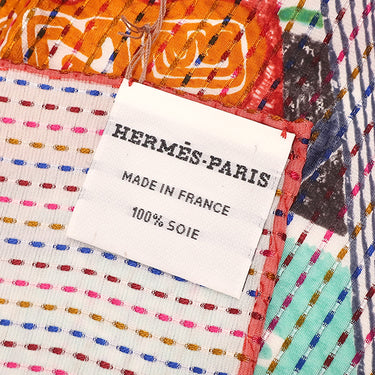 HERMÈS-PARIS
MADE IN FRANCE
100% SOIE